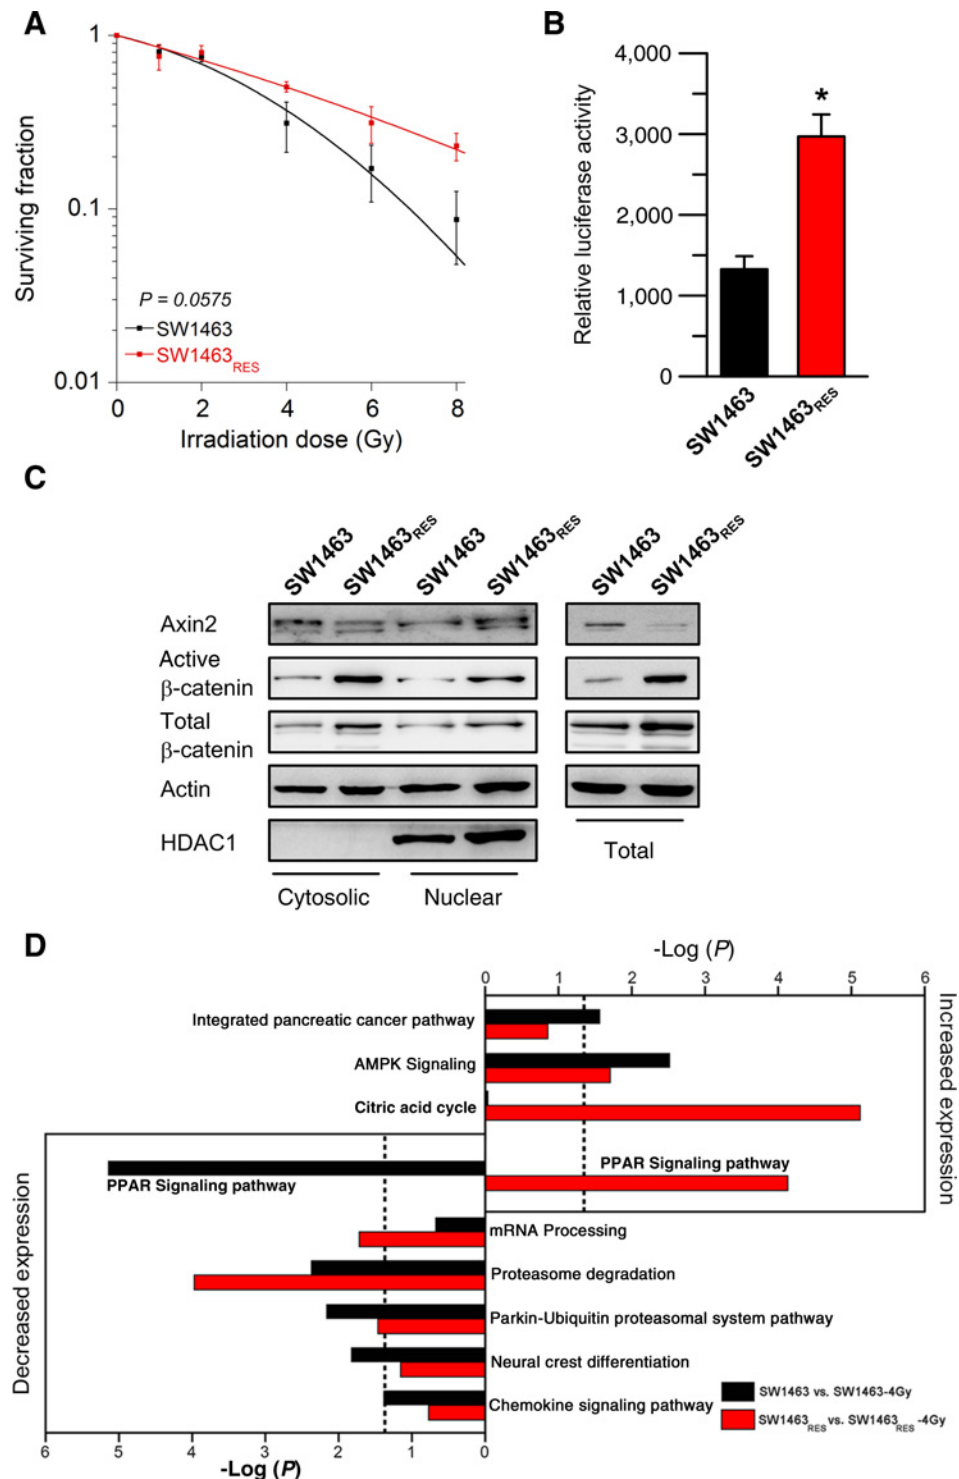 A
1
0.1
0.01
Surviving fraction
P = 0.0575
SW1463
SW1463RES
0 2 4 6 8
Irradiation dose (Gy)
B
4,000
3,000
2,000
1,000
0
Relative luciferase activity
*
SW1463
SW1463RES
C
SW1463 SW1463RES SW1463 SW1463RES SW1463 SW1463RES
Axin2
Active
β-catenin
Total
β-catenin
Actin
HDAC1
Cytosolic Nuclear Total
D
-Log (P)
0 1 2 3 4 5 6
Increased expression
Integrated pancreatic cancer pathway
AMPK Signaling
Citric acid cycle
PPAR Signaling pathway
PPAR Signaling pathway
Decreased expression
mRNA Processing
Proteasome degradation
Parkin-Ubiquitin proteasomal system pathway
Neural crest differentiation
Chemokine signaling pathway
SW1463 vs. SW1463-4Gy
SW1463RES vs. SW1463RES -4Gy
6 5 4 3 2 1 0
-Log (P)